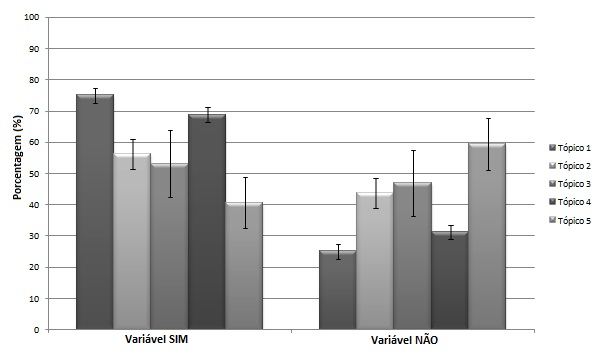 100
90
80
70
60
50
40
30
20
10
0
Porcentagem (%)
Variável SIM
Variável NÃO
Tópico 1
Tópico 2
Tópico 3
Tópico 4
Tópico 5